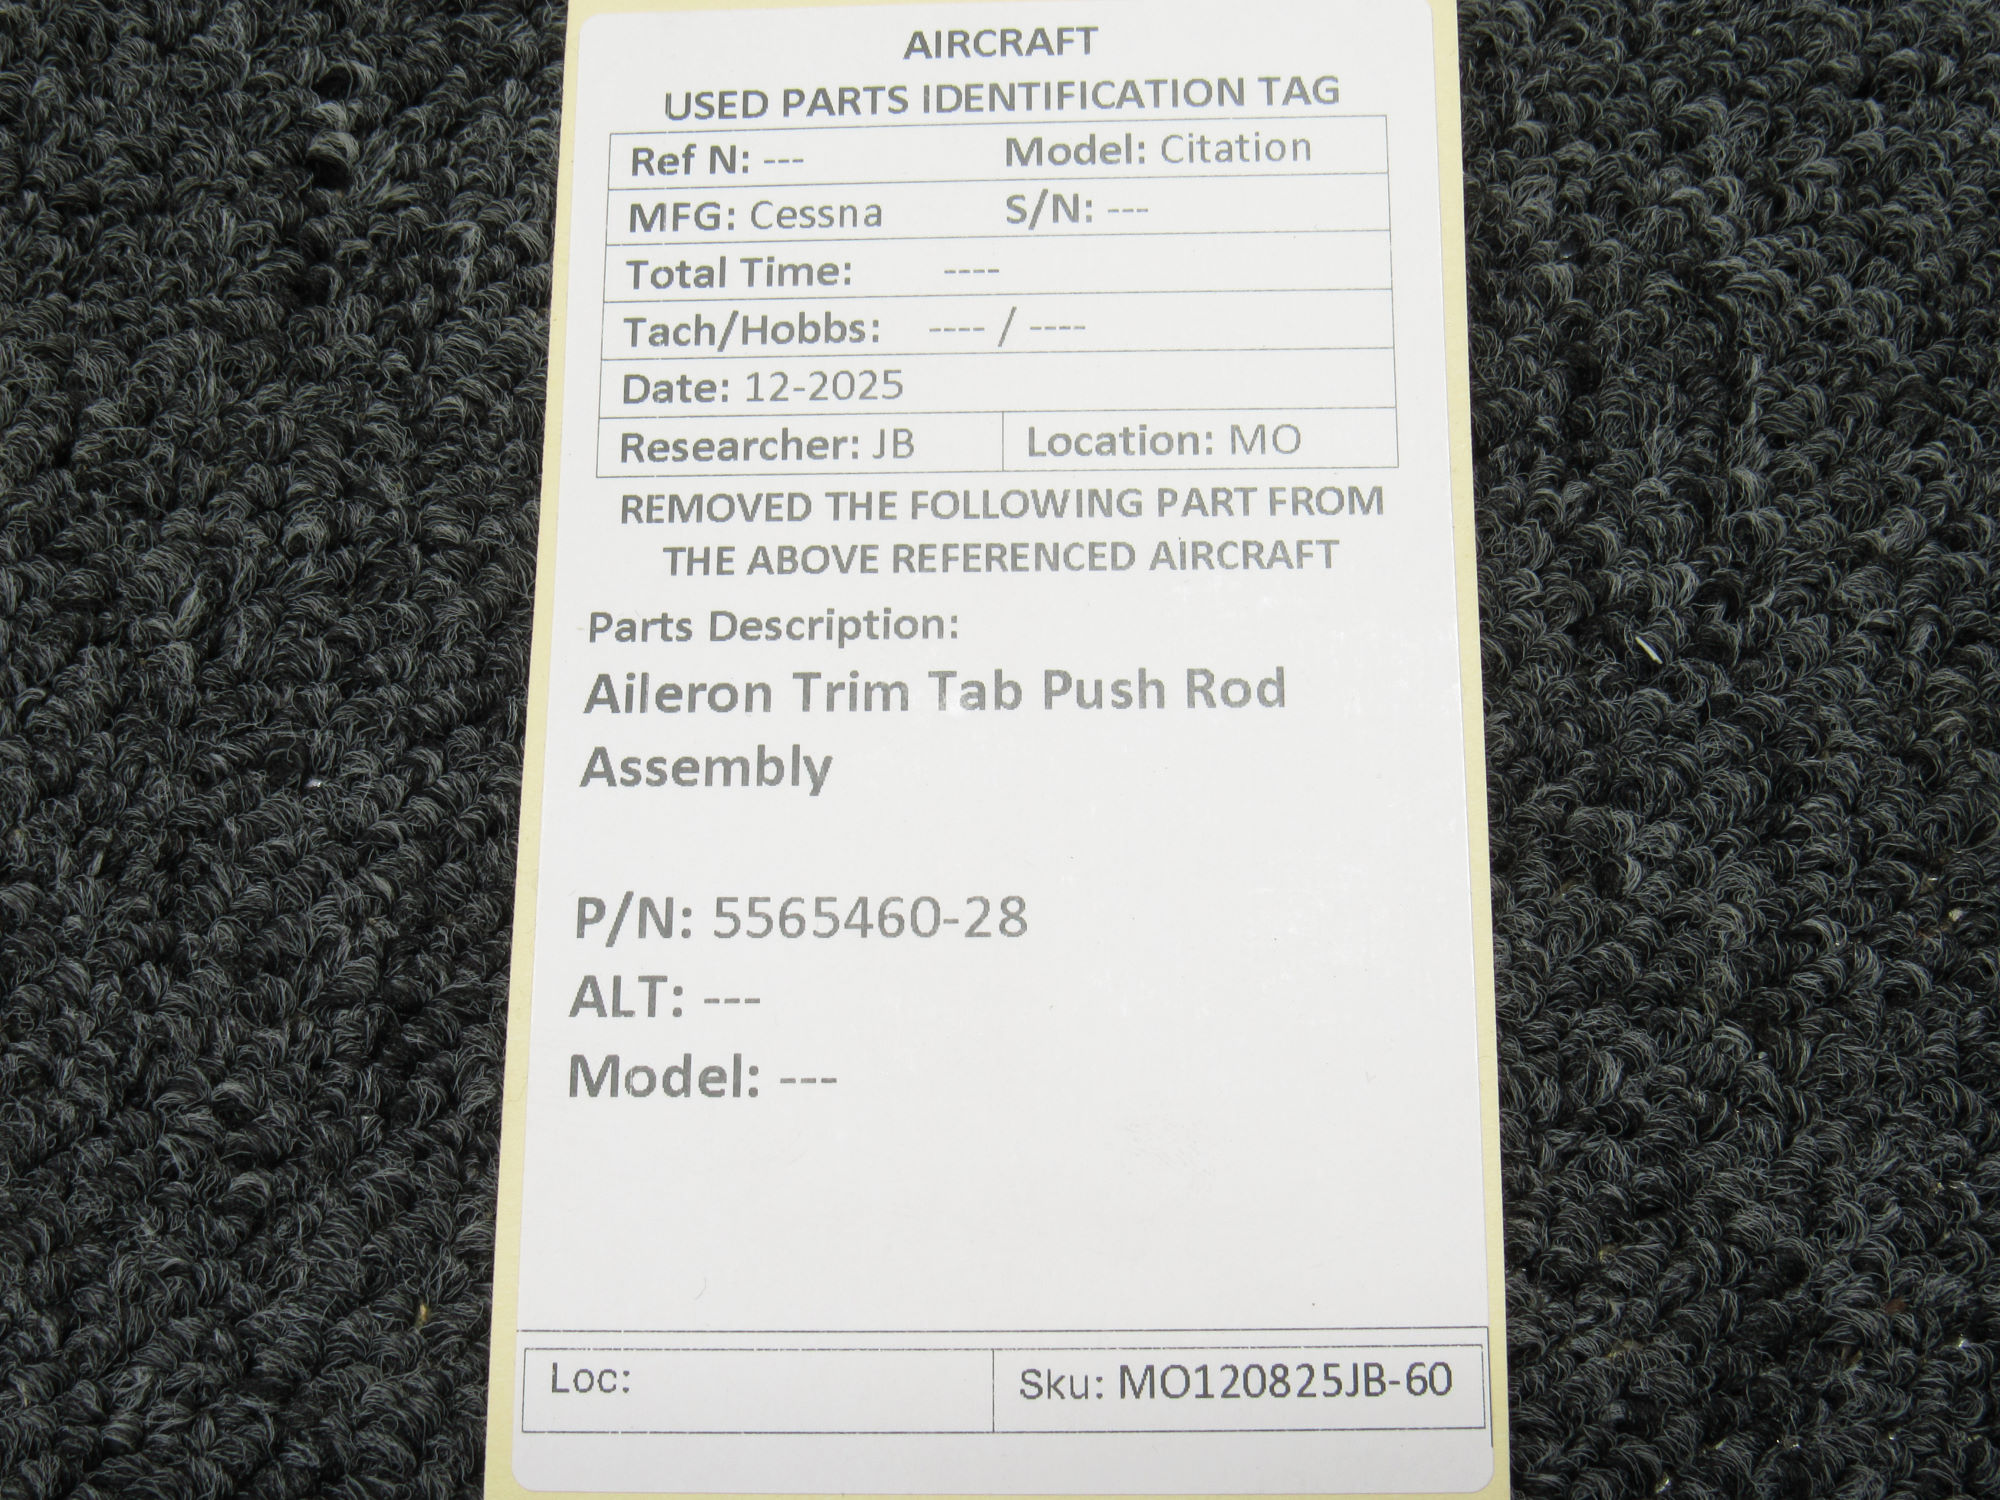 AIRCRAFT
USED PARTS IDENTIFICATION TAG
Ref N: --- Model: Citation
MFG: Cessna S/N: ---
Total Time: ----
Tach/Hobbs: ---- / ----
Date: 12-2025
Researcher: JB Location: MO
REMOVED THE FOLLOWING PART FROM
THE ABOVE REFERENCED AIRCRAFT
Parts Description:
Aileron Trim Tab Push Rod
Assembly
P/N: 5565460-28
ALT: ---
Model: ---
Loc: Sku: MO120825JB-60